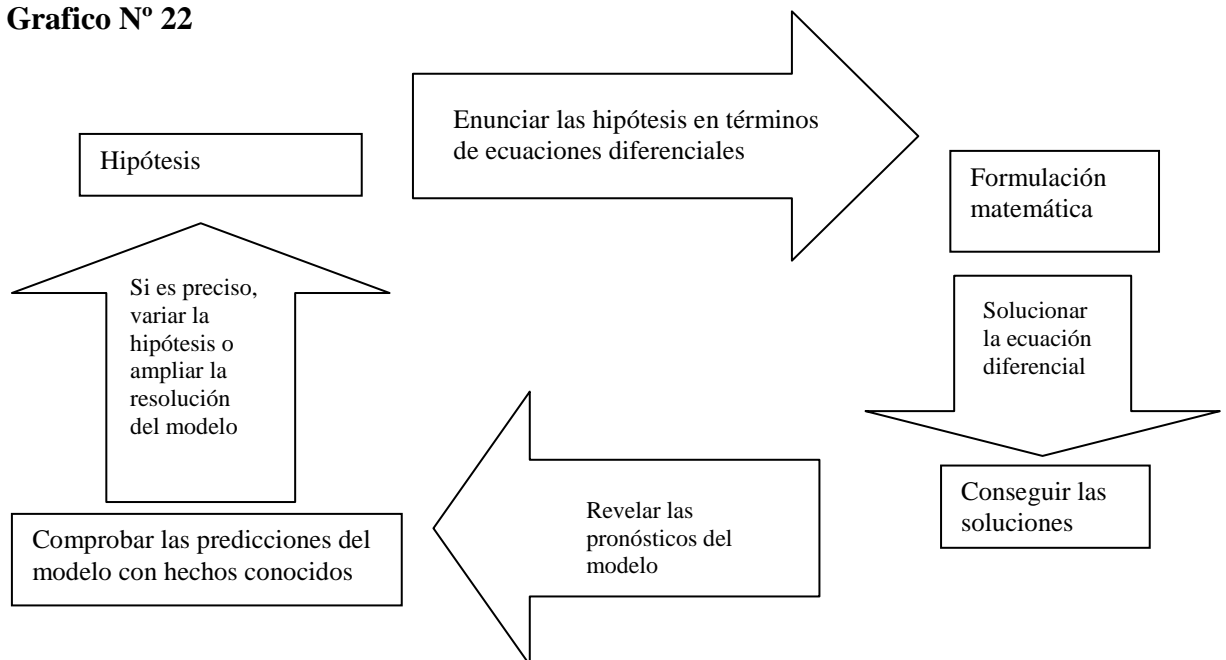 Grafico Nº 22
Hipótesis
Enunciar las hipótesis en términos
de ecuaciones diferenciales
Formulación
matemática
Solucionar
la ecuación
diferencial
Conseguir las
soluciones
Revelar las
pronósticos del
modelo
Comprobar las predicciones del
modelo con hechos conocidos
Si es preciso,
variar la
hipótesis o
ampliar la
resolución
del modelo